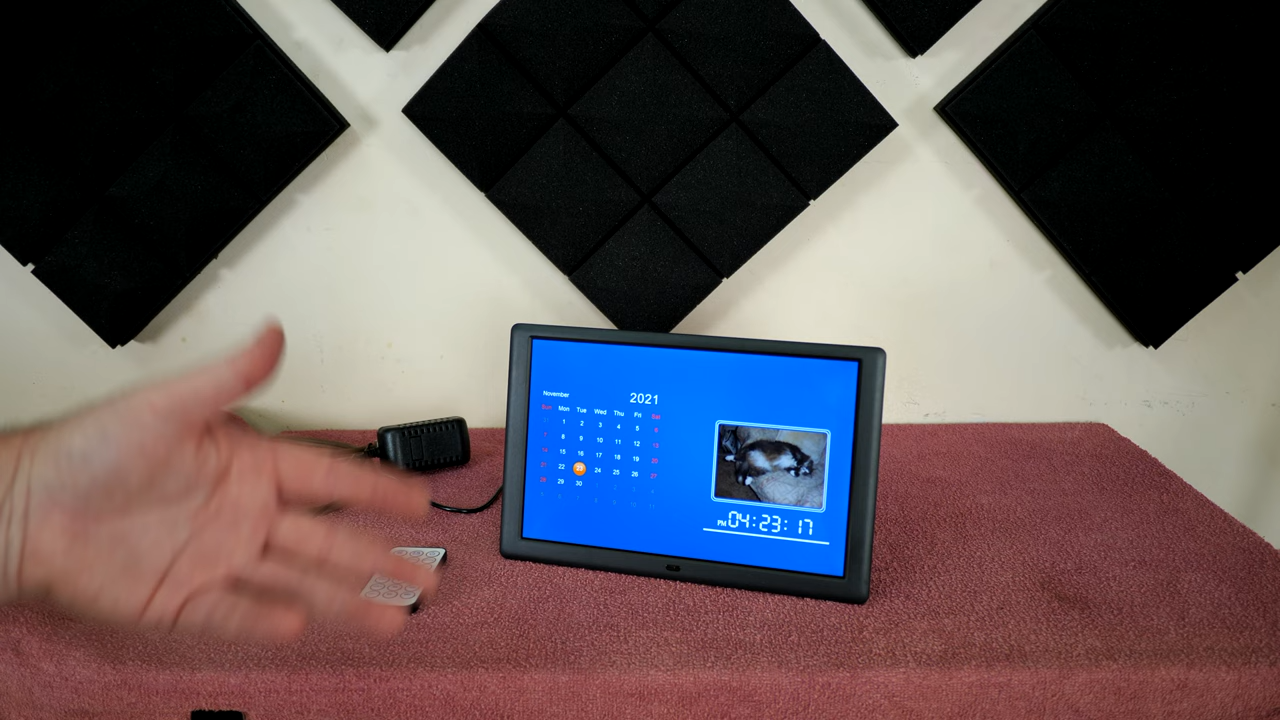 November 2021
Sun Mon Tue Wed Thu Fri Sat
1 2 3 4 5 6
8 9 10 11 12 13
14 15 16 17 18 19 20
21 22 23 24 25 26 27
28 29 30
PM 04:23:17